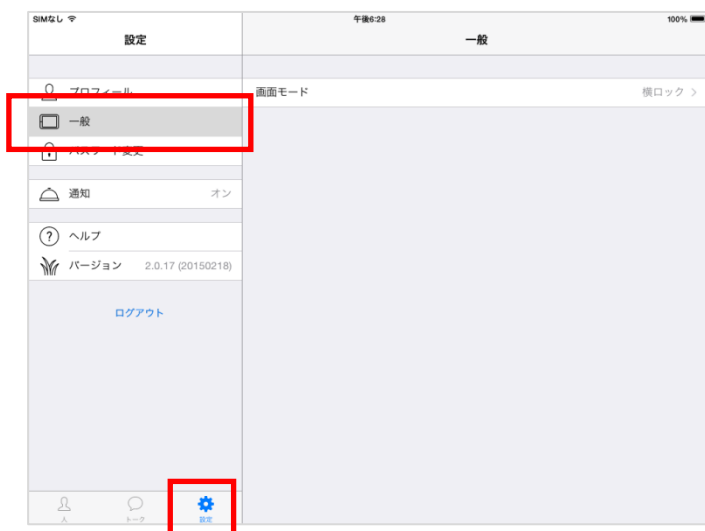 SIMなし 午後6:28 100%
設定 一般
プロフィール
画面モード 横ロック
一般
パスワード変更
通知 オン
ヘルプ
バージョン 2.0.17 (20150218)
ログアウト
人 トーク 設定